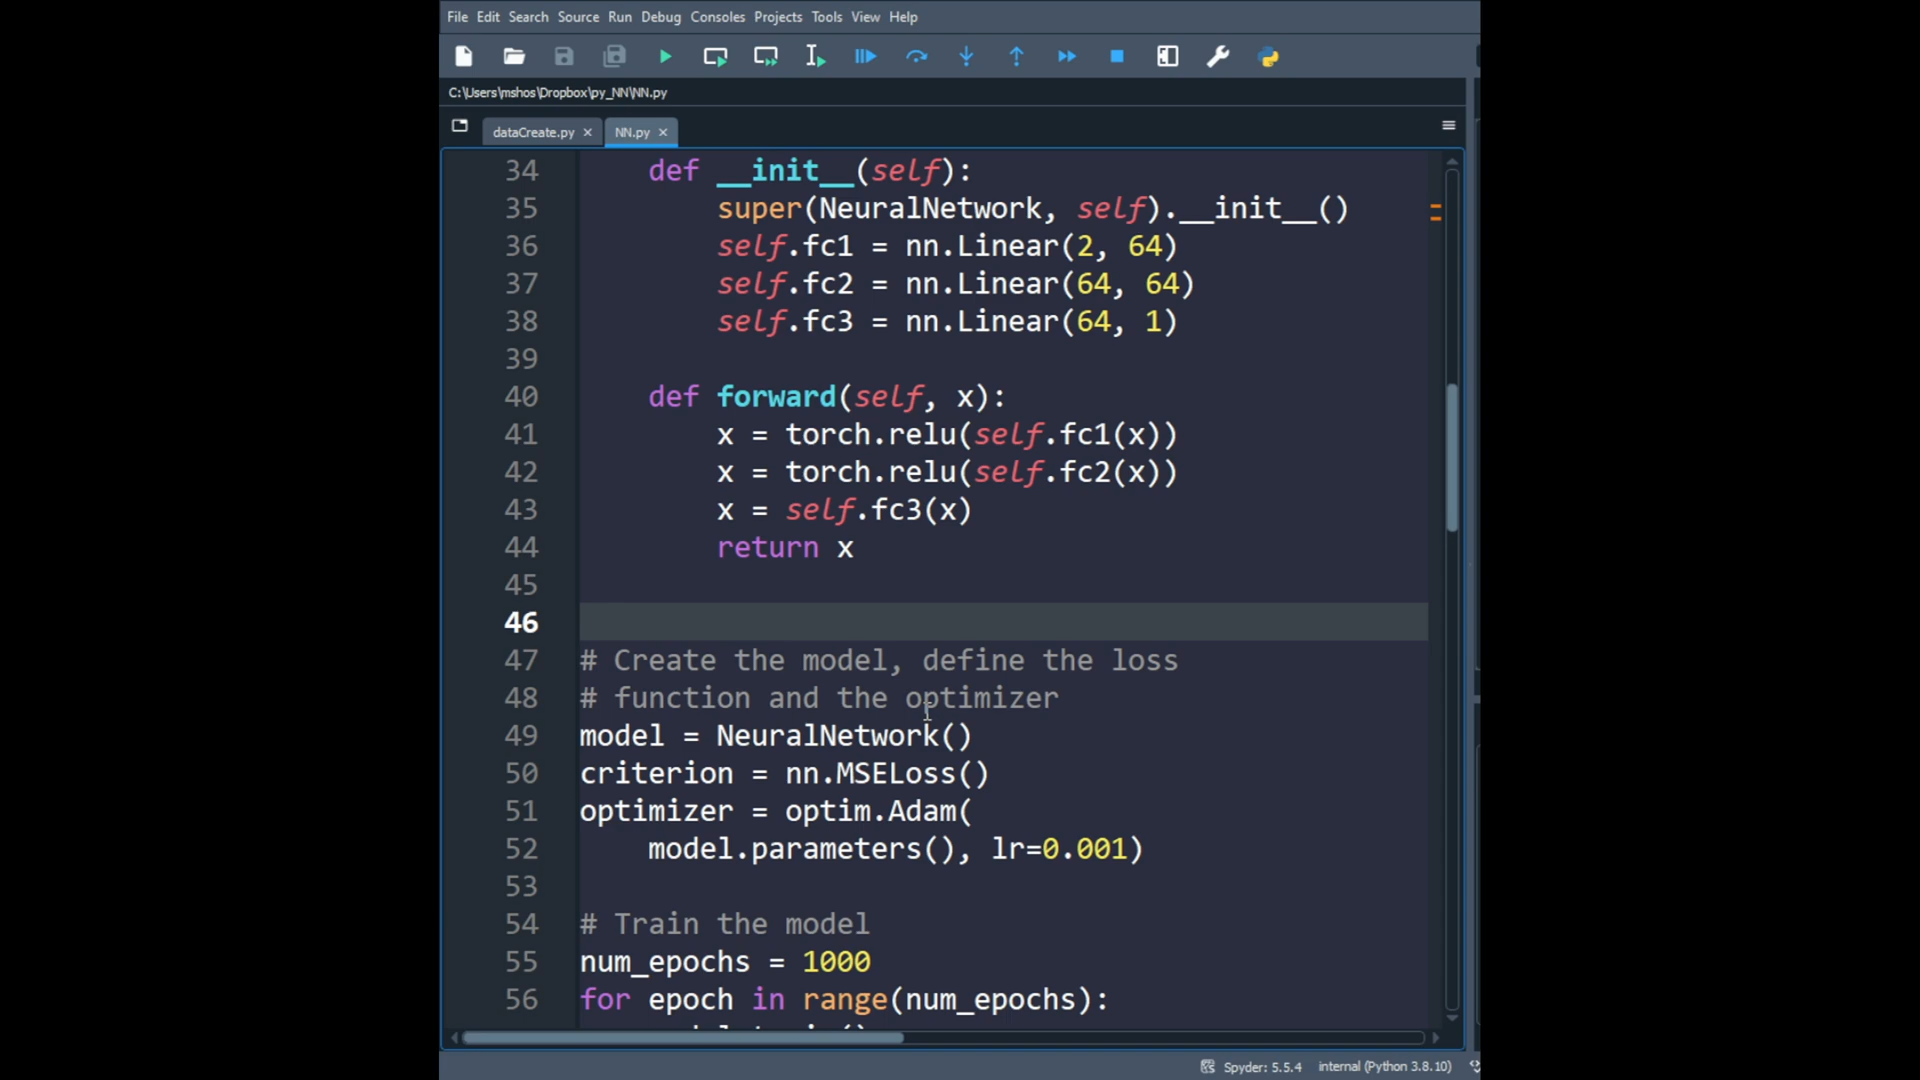 File Edit Search Source Run Debug Consoles Projects Tools View Help
C:\Users\mshos\Dropbox\py_NN\NN.py
dataCreate.py NN.py
34     def __init__(self):
35         super(NeuralNetwork, self).__init__()
36         self.fc1 = nn.Linear(2, 64)
37         self.fc2 = nn.Linear(64, 64)
38         self.fc3 = nn.Linear(64, 1)
39
40     def forward(self, x):
41         x = torch.relu(self.fc1(x))
42         x = torch.relu(self.fc2(x))
43         x = self.fc3(x)
44         return x
45
46
47 # Create the model, define the loss
48 # function and the optimizer
49 model = NeuralNetwork()
50 criterion = nn.MSELoss()
51 optimizer = optim.Adam(
52     model.parameters(), lr=0.001)
53
54 # Train the model
55 num_epochs = 1000
56 for epoch in range(num_epochs):
Spyder: 5.5.4 internal (Python 3.8.10)